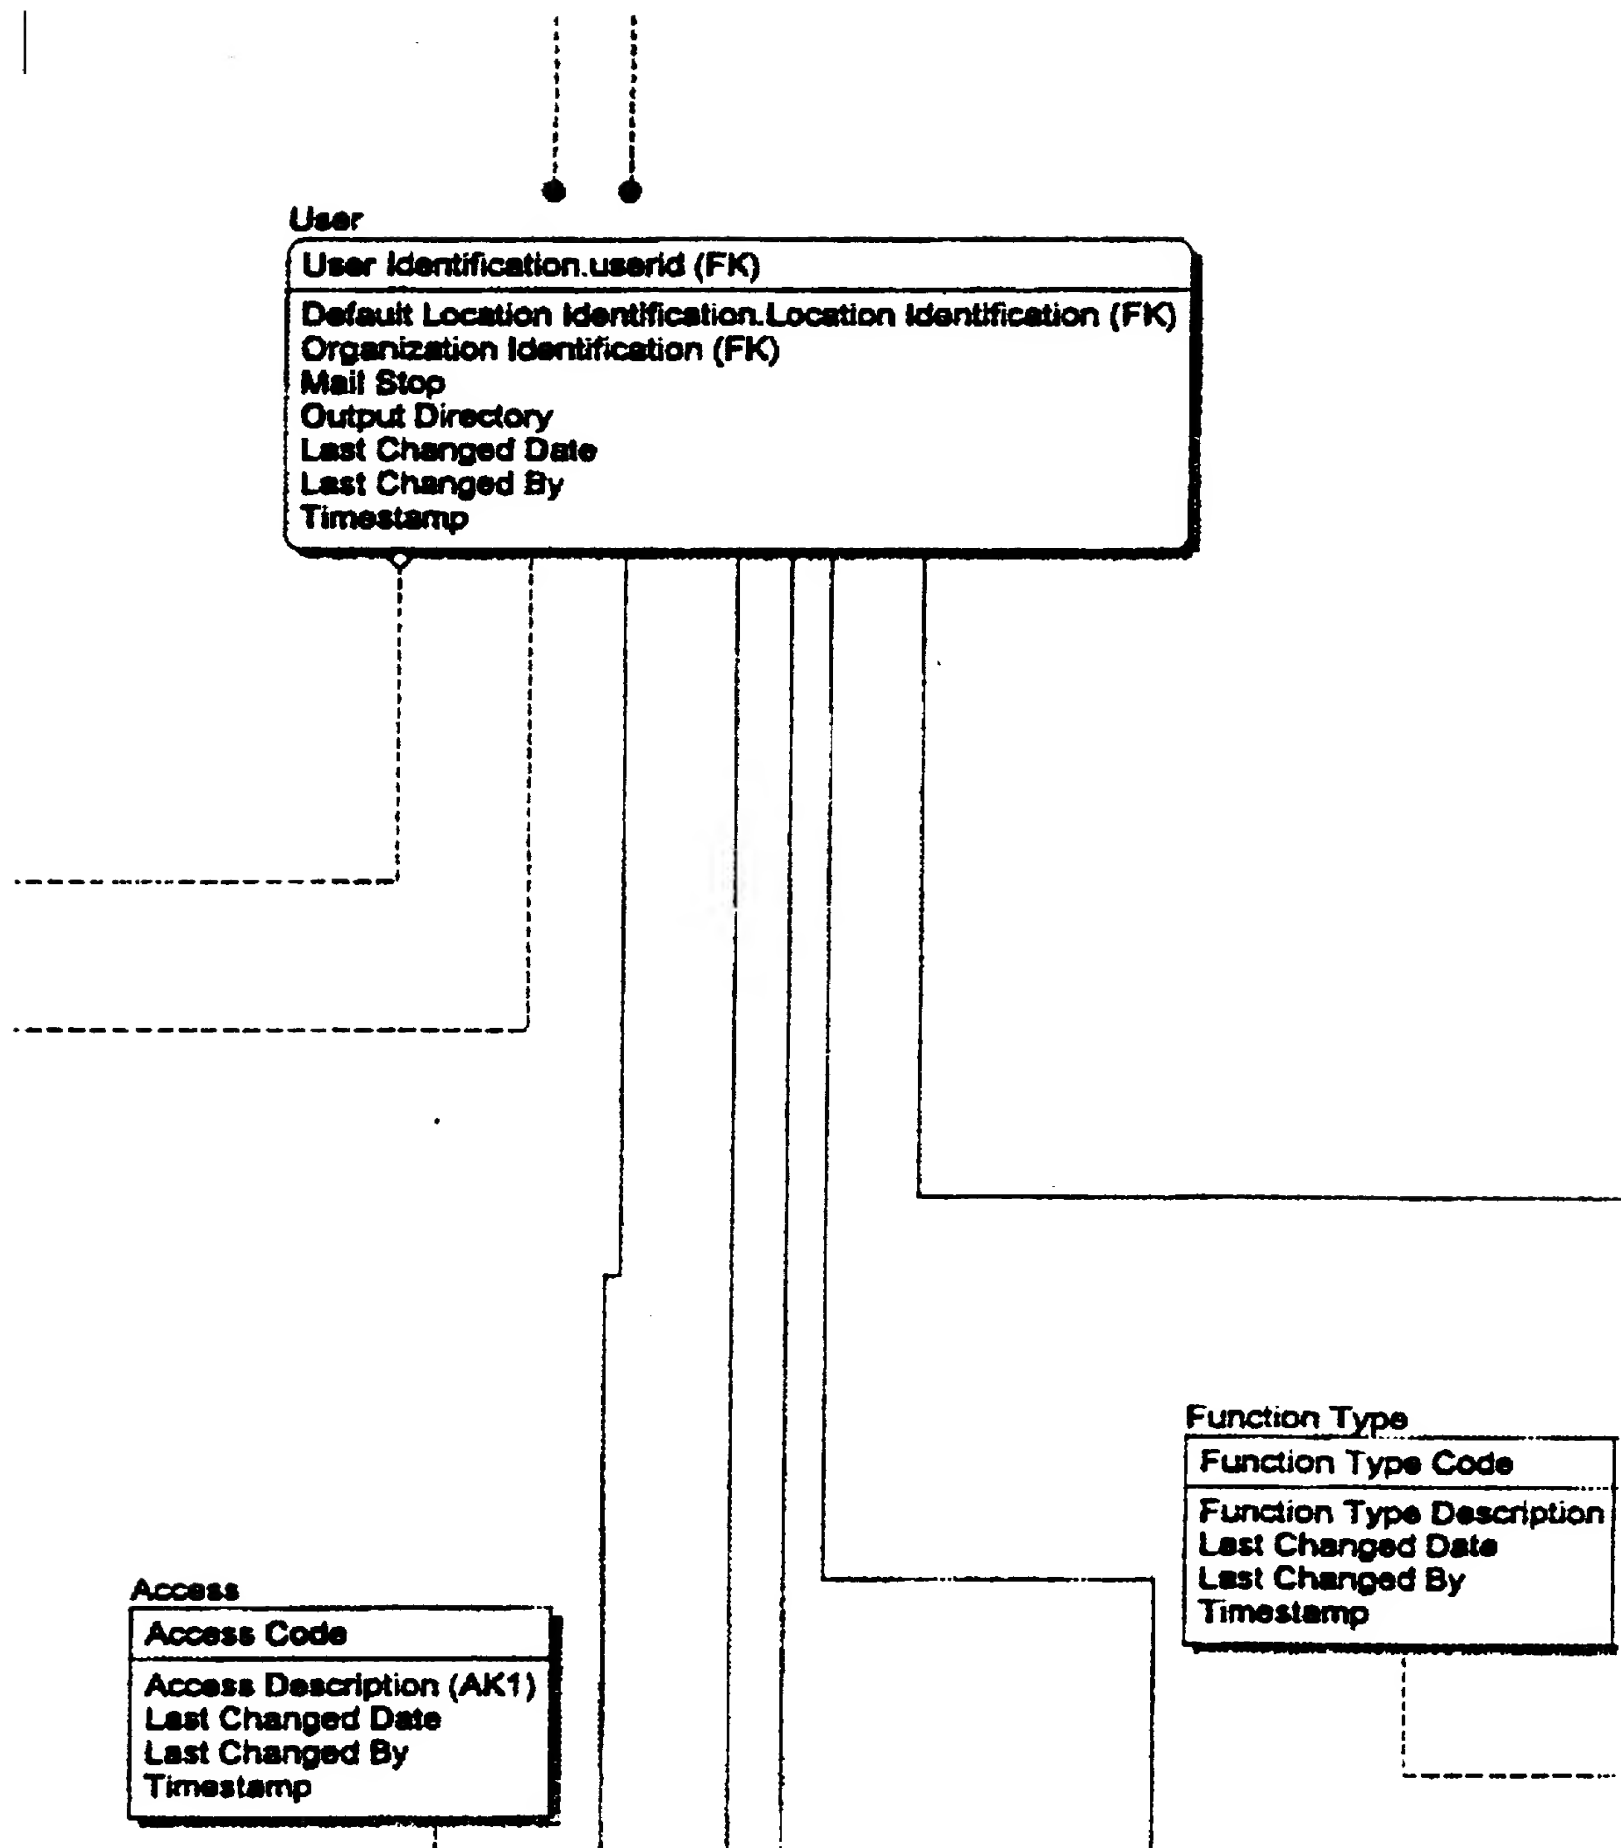 User
User Identification.userid (FK)
Default Location Identification.Location Identification (FK)
Organization Identification (FK)
Mail Stop
Output Directory
Last Changed Date
Last Changed By
Timestamp
Function Type
Function Type Code
Function Type Description
Last Changed Date
Last Changed By
Timestamp
Access
Access Code
Access Description (AK1)
Last Changed Date
Last Changed By
Timestamp